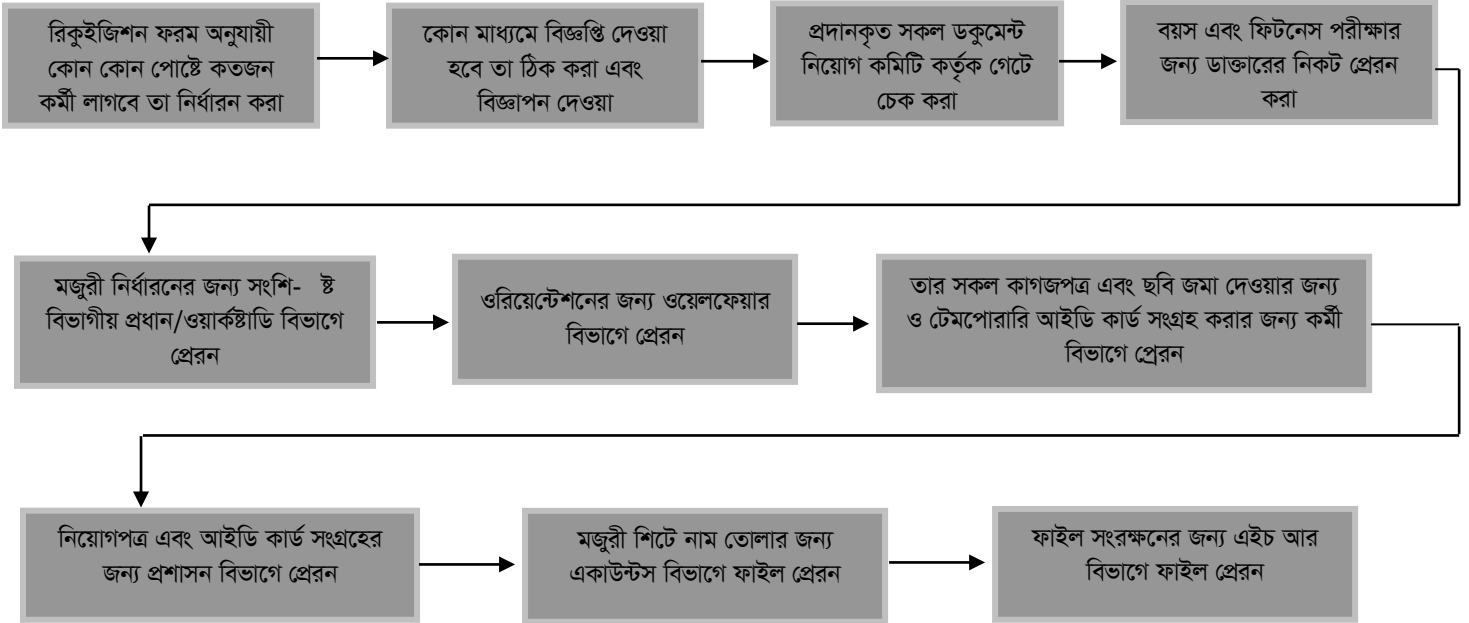 রিকুইজিশন ফরম অনুযায়ী
কোন কোন পোষ্টে কতজন
কর্মী লাগবে তা নির্ধারন করা
কোন মাধ্যমে বিজ্ঞপ্তি দেওয়া
হবে তা ঠিক করা এবং
বিজ্ঞাপন দেওয়া
প্রদানকৃত সকল ডকুমেন্ট
নিয়োগ কমিটি কর্তৃক গেটে
চেক করা
বয়স এবং ফিটনেস পরীক্ষার
জন্য ডাক্তারের নিকট প্রেরন
করা
মজুরী নির্ধারনের জন্য সংশি- ষ্ট
বিভাগীয় প্রধান/ওয়ার্কষ্টাডি বিভাগে
প্রেরন
ওরিয়েন্টেশনের জন্য ওয়েলফেয়ার
বিভাগে প্রেরন
তার সকল কাগজপত্র এবং ছবি জমা দেওয়ার জন্য
ও টেমপোরারি আইডি কার্ড সংগ্রহ করার জন্য কর্মী
বিভাগে প্রেরন
নিয়োগপত্র এবং আইডি কার্ড সংগ্রহের
জন্য প্রশাসন বিভাগে প্রেরন
মজুরী শিটে নাম তোলার জন্য
একাউন্টস বিভাগে ফাইল প্রেরন
ফাইল সংরক্ষনের জন্য এইচ আর
বিভাগে ফাইল প্রেরন